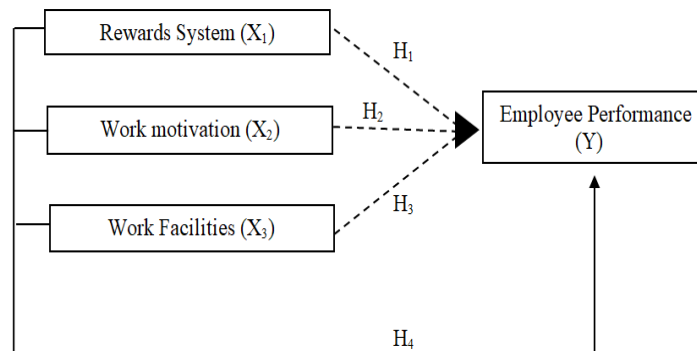 Rewards System (X₁)
H₁
Work motivation (X₂)
H₂
Employee Performance
(Y)
Work Facilities (X₃)
H₃
H₄